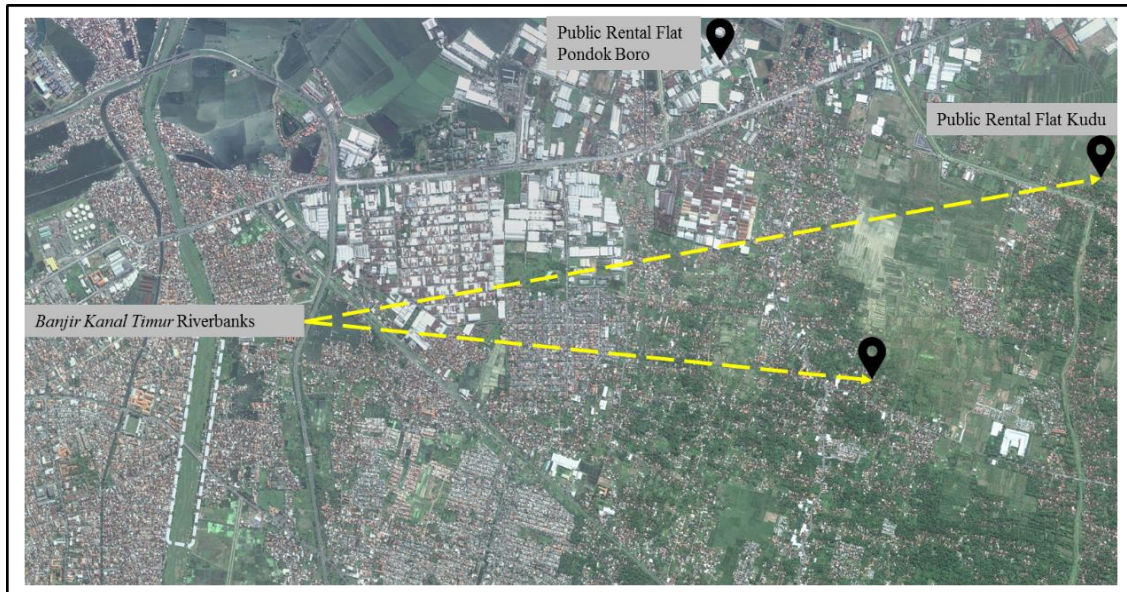 Public Rental Flat
Pondok Boro
Public Rental Flat Kudu
Banjir Kanal Timur Riverbanks